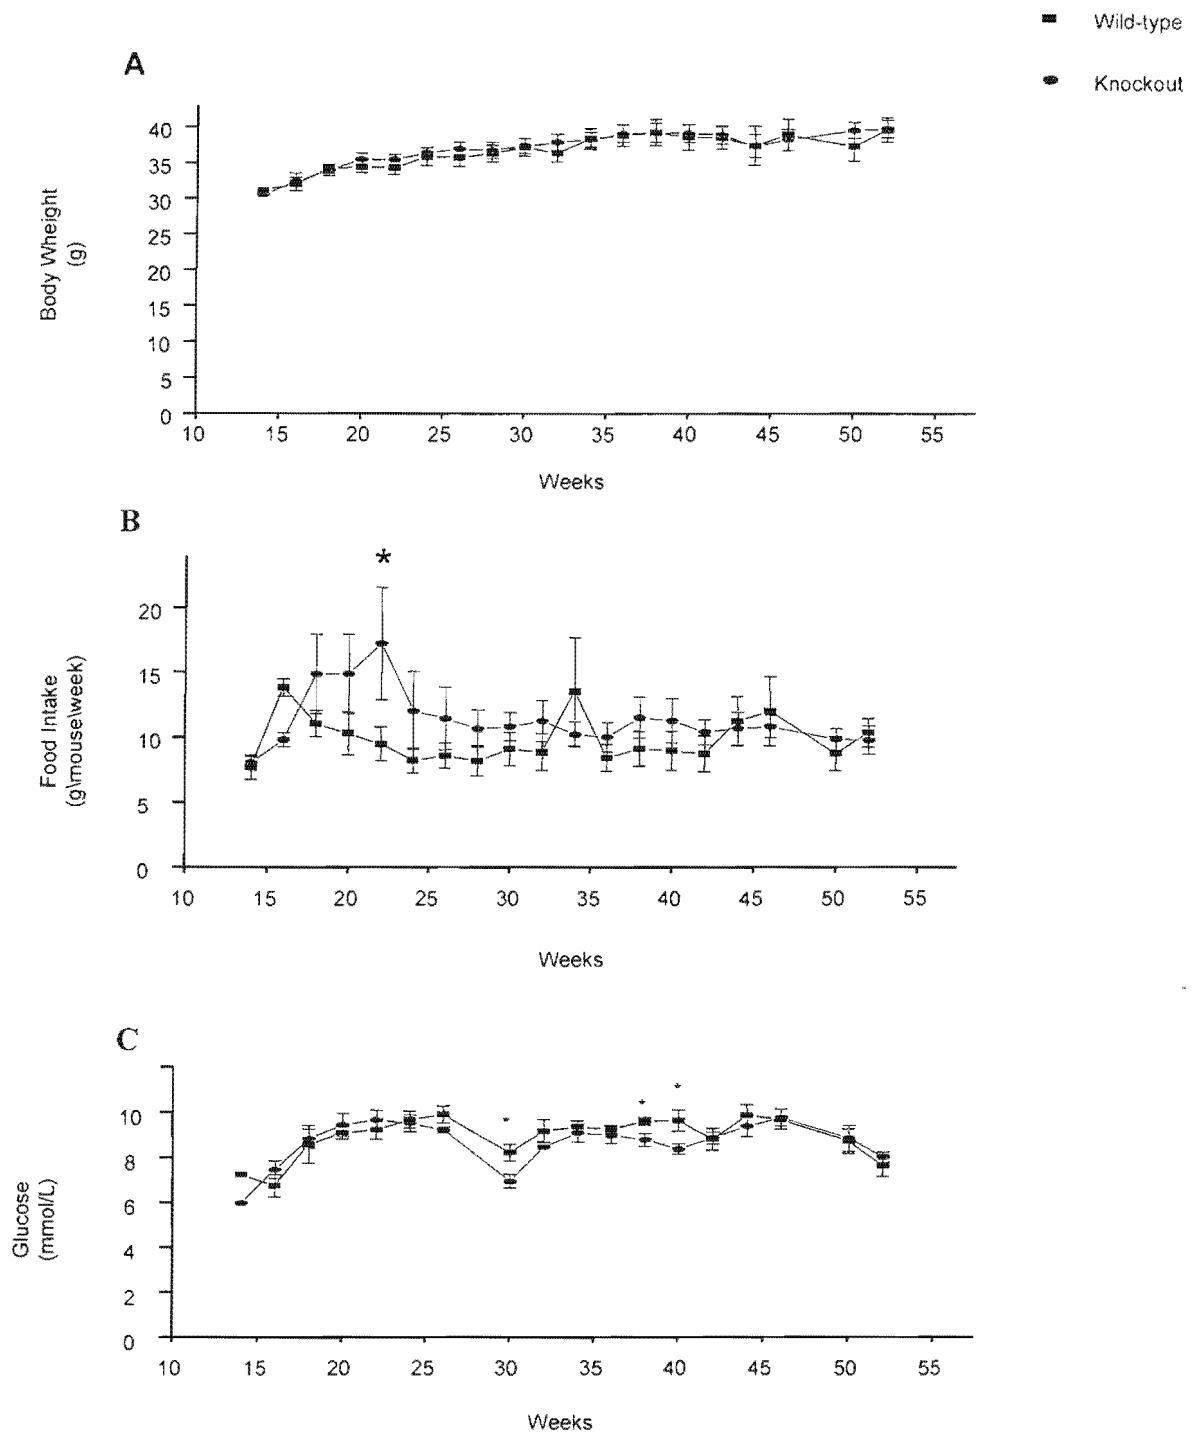 Wild-type
Knockout
A
40
35
30
25
20
15
10
5
0
Body Wheight
(g)
10 15 20 25 30 35 40 45 50 55
Weeks
B
*
20
15
10
5
0
Food Intake
(g\mouse\week)
10 15 20 25 30 35 40 45 50 55
Weeks
C
* * *
10
8
6
4
2
0
Glucose
(mmol/L)
10 15 20 25 30 35 40 45 50 55
Weeks